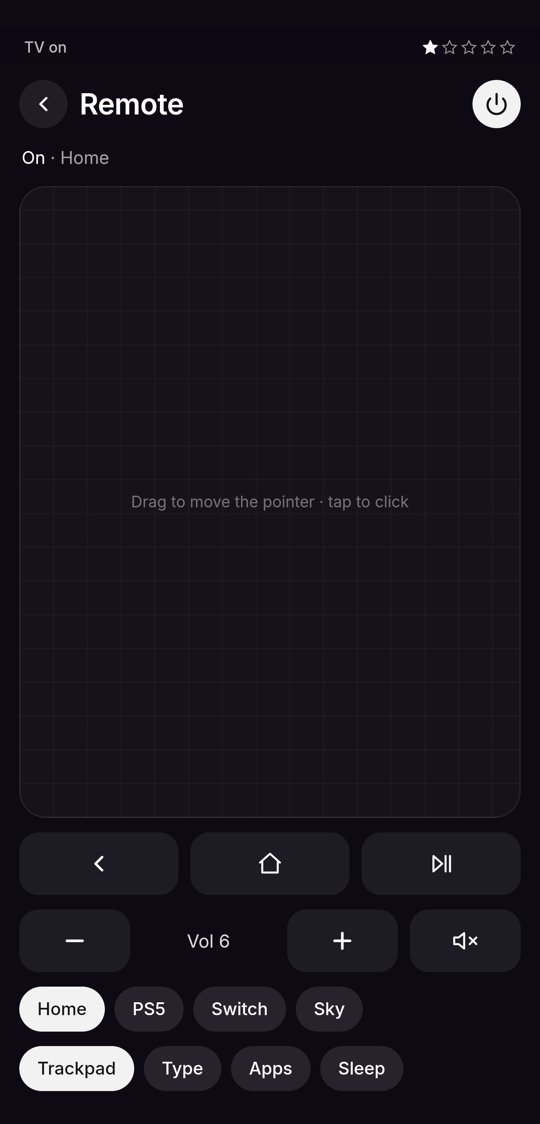 TV on
Remote
On · Home
Drag to move the pointer · tap to click
Vol 6
Home PS5 Switch Sky
Trackpad Type Apps Sleep